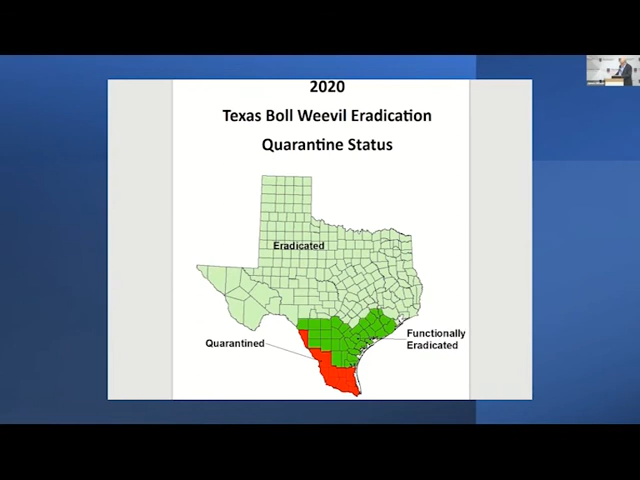 2020
Texas Boll Weevil Eradication
Quarantine Status
Eradicated
Functionally
Eradicated
Quarantined